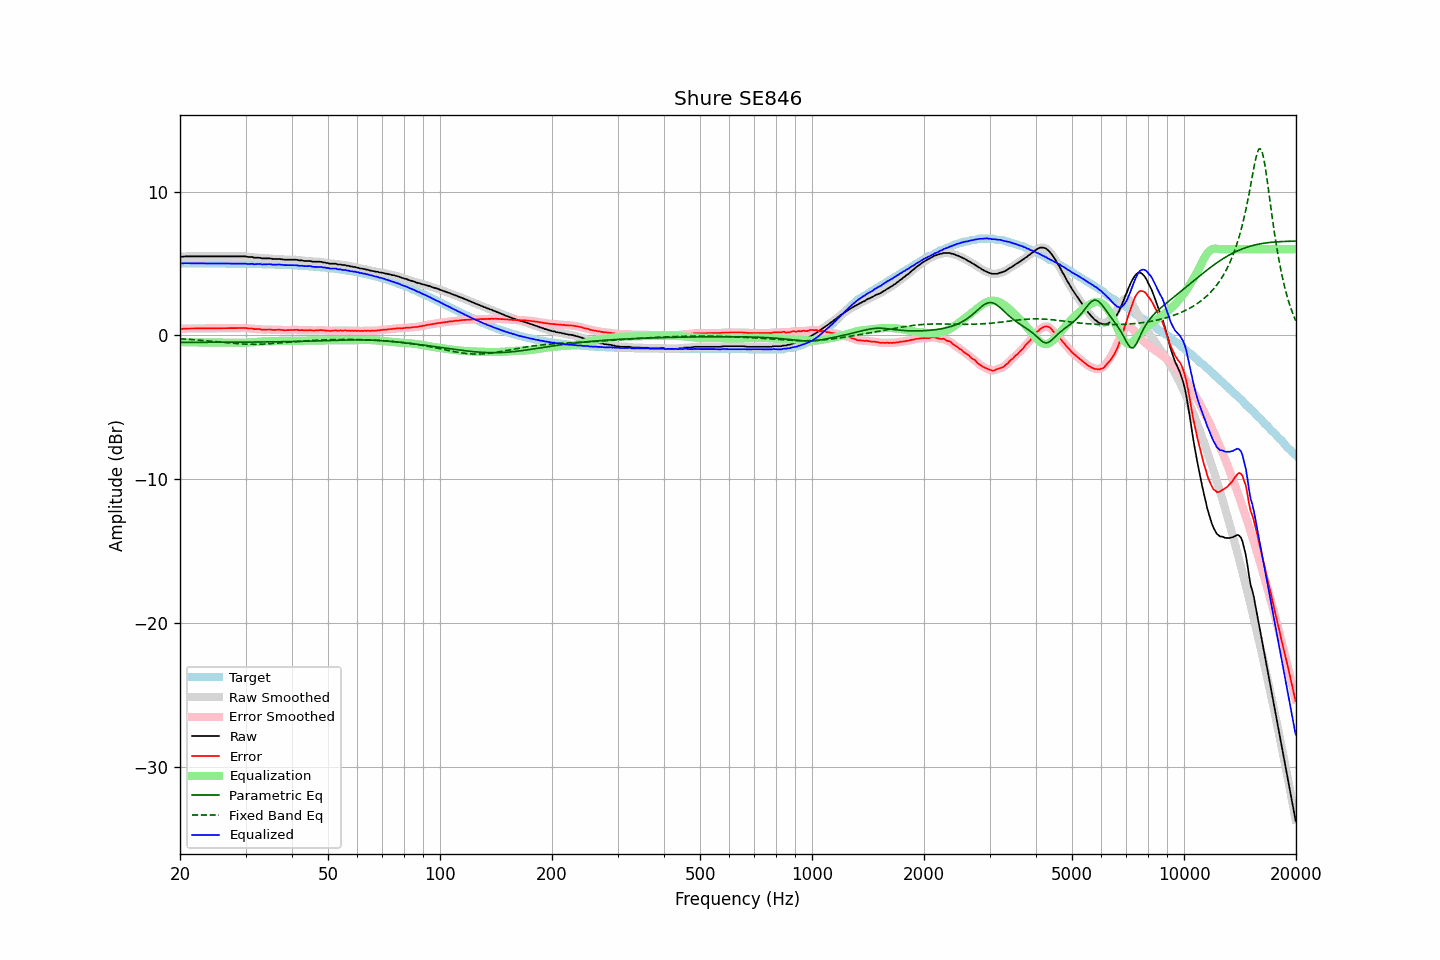 Shure SE846
Amplitude (dBr)
10
0
−10
−20
−30
Target
Raw Smoothed
Error Smoothed
Raw
Error
Equalization
Parametric Eq
Fixed Band Eq
Equalized
20 50 100 200 500 1000 2000 5000 10000 20000
Frequency (Hz)